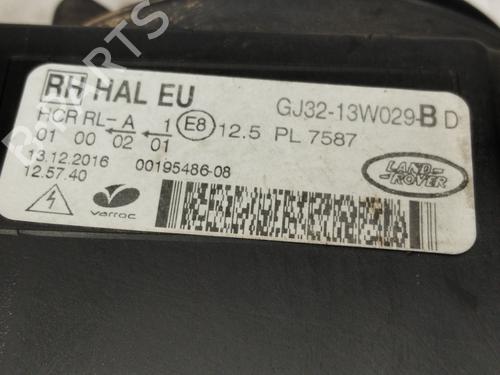 RH HAL EU
GJ32-13W029-B D
HCR RL-A 1 E8 12.5 PL 7587
01 00 02 01
13.12.2016 00195486-08
12.57.40
varroc
LAND-
ROVER